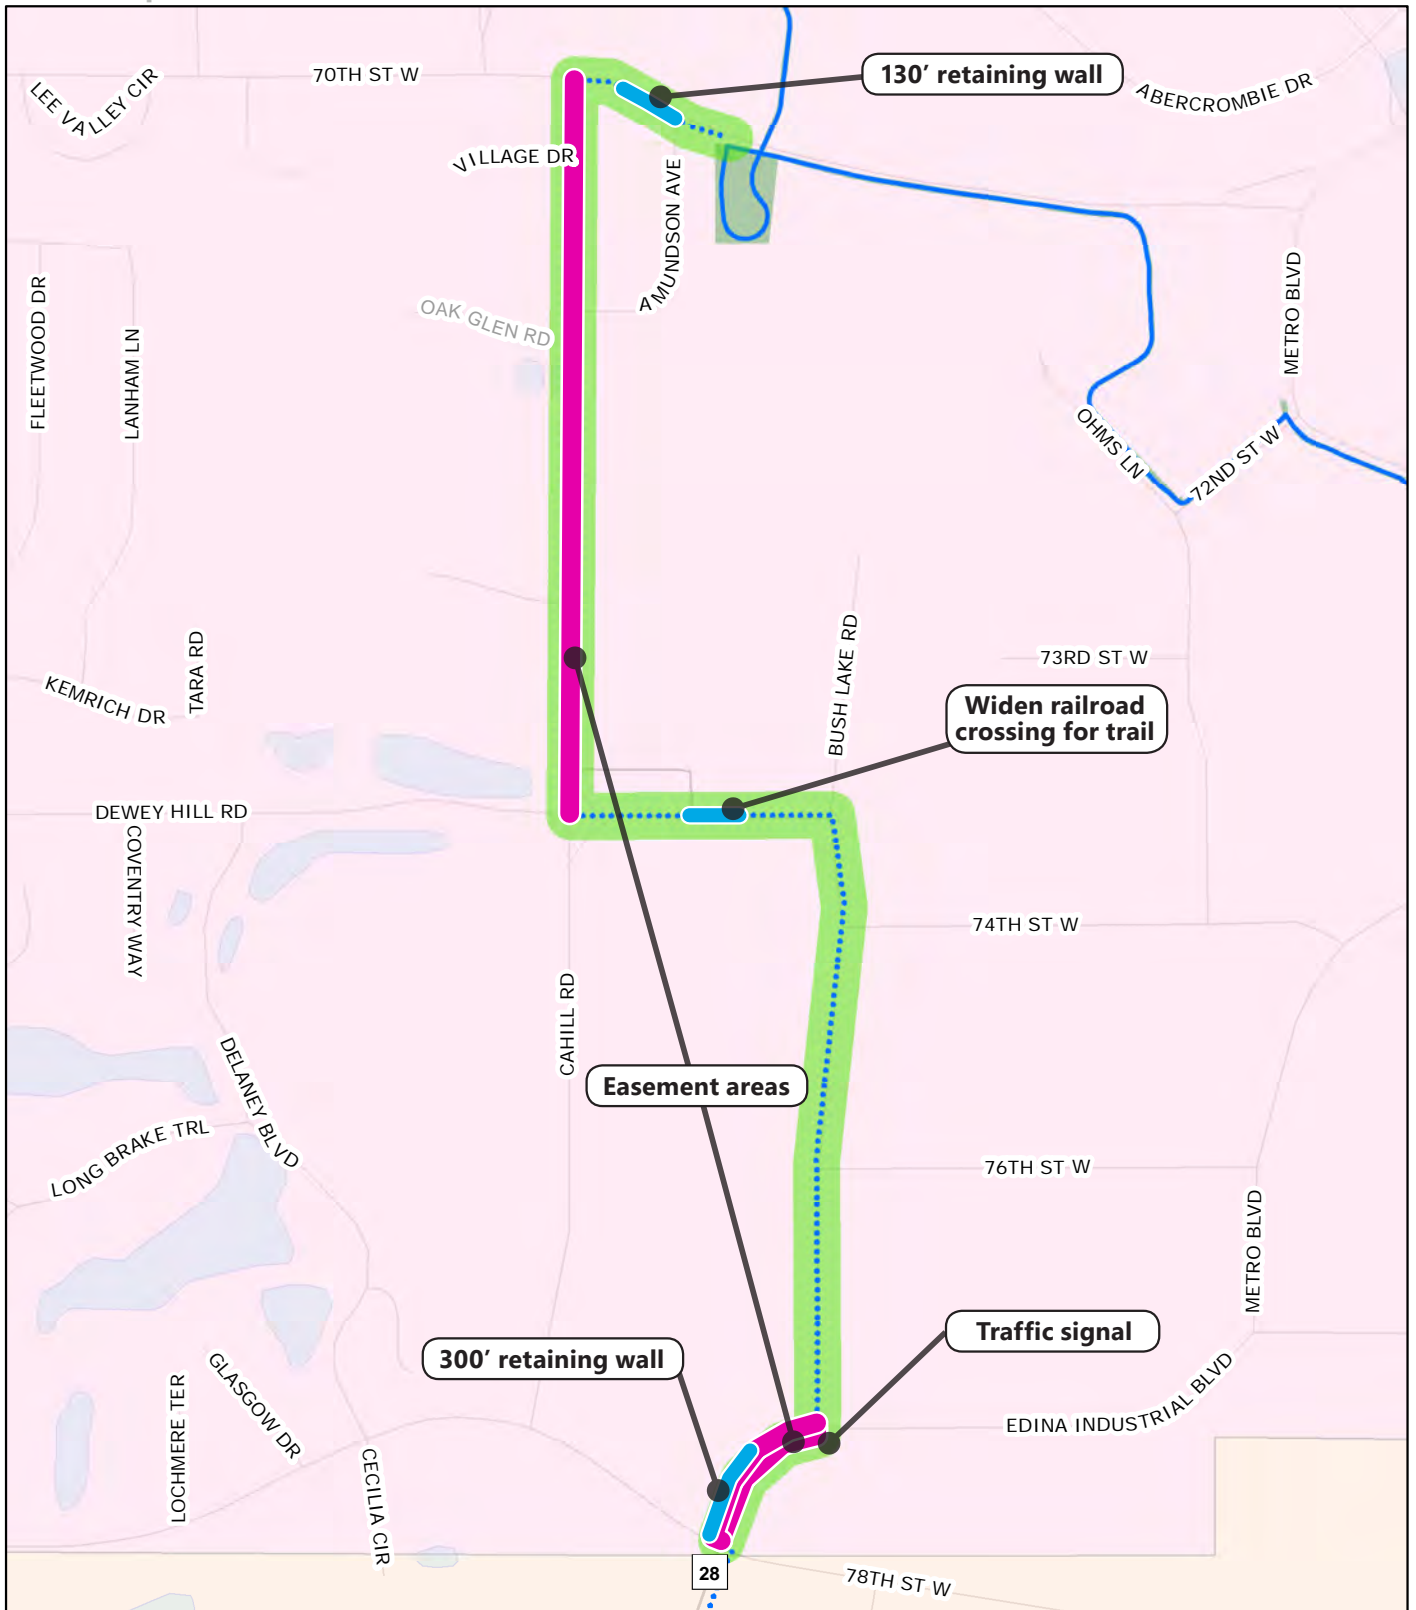 70TH ST W
130’ retaining wall
ABERCROMBIE DR
LEE VALLEY CIR
VILLAGE DR
AMUNDSON AVE
FLEETWOOD DR
LANHAM LN
OAK GLEN RD
METRO BLVD
OHMS LN
72ND ST W
TARA RD
KEMRICH DR
BUSH LAKE RD
73RD ST W
Widen railroad
crossing for trail
DEWEY HILL RD
COVENTRY WAY
74TH ST W
CAHILL RD
DELANEY BLVD
Easement areas
LONG BRAKE TRL
76TH ST W
METRO BLVD
Traffic signal
300’ retaining wall
GLASGOW DR
LOCHMERE TER
CECILIA CIR
EDINA INDUSTRIAL BLVD
28
78TH ST W